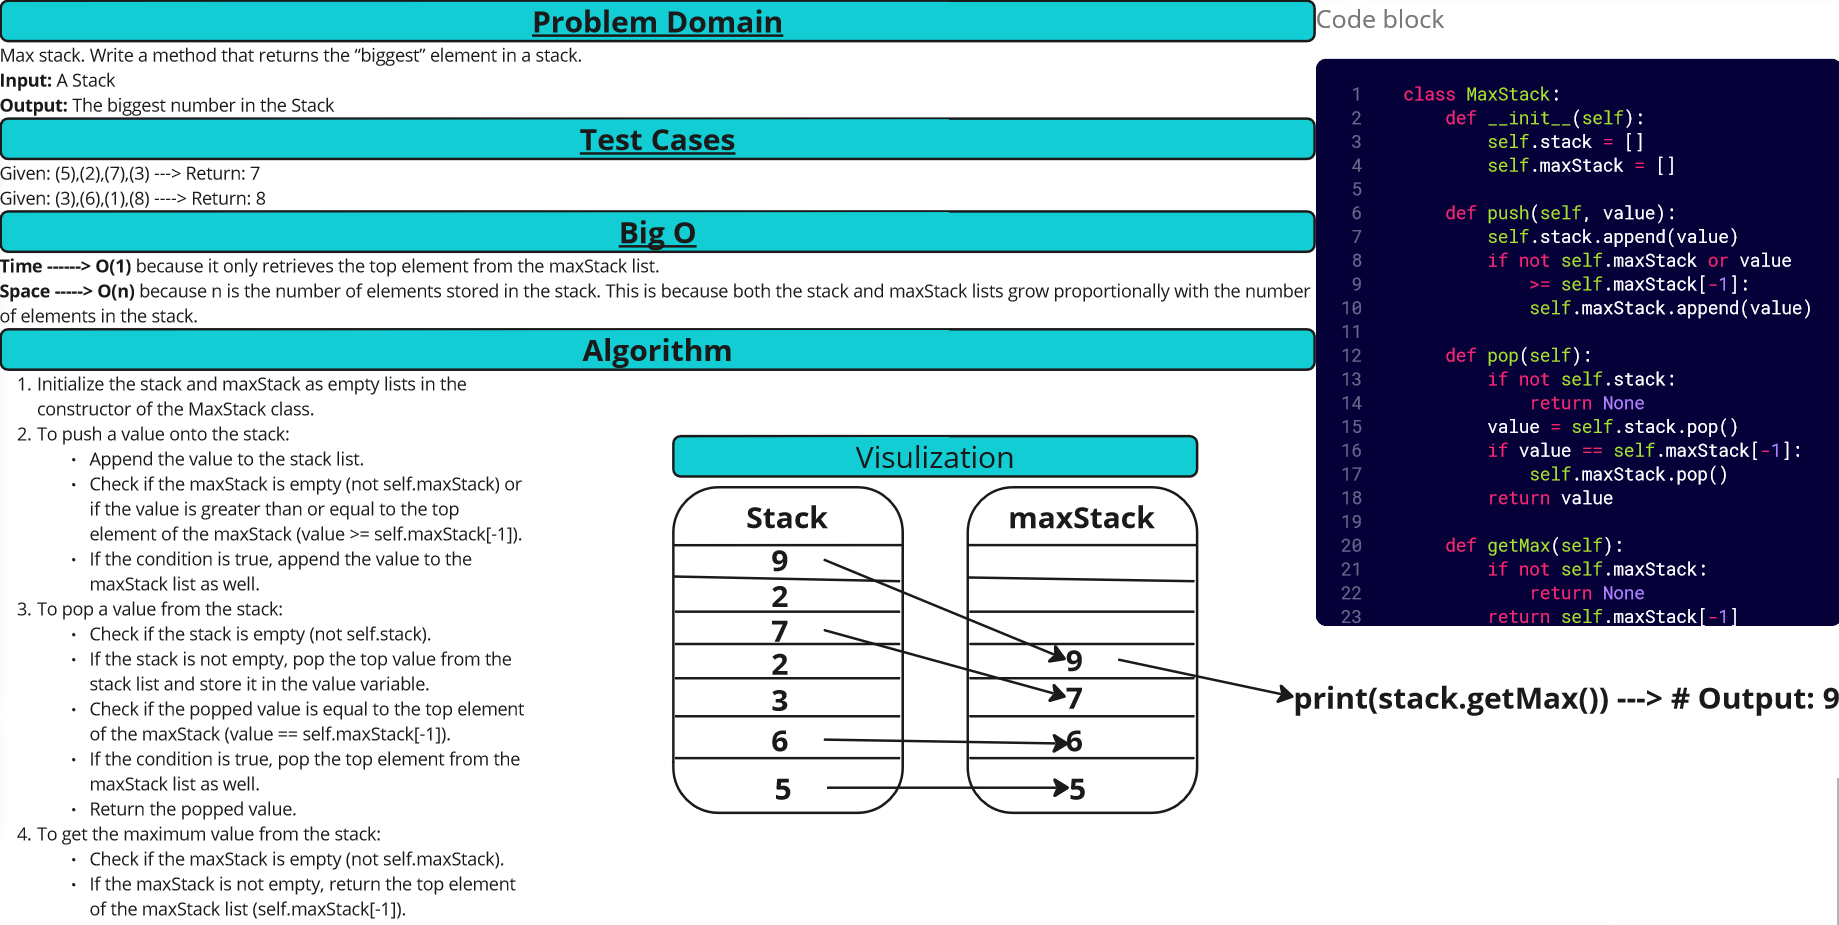 Problem Domain
Max stack. Write a method that returns the “biggest” element in a stack.
Input: A Stack
Output: The biggest number in the Stack
Test Cases
Given: (5),(2),(7),(3) ---> Return: 7
Given: (3),(6),(1),(8) ----> Return: 8
Big O
Time ------> O(1) because it only retrieves the top element from the maxStack list.
Space -----> O(n) because n is the number of elements stored in the stack. This is because both the stack and maxStack lists grow proportionally with the number
of elements in the stack.
Algorithm
1. Initialize the stack and maxStack as empty lists in the
constructor of the MaxStack class.
2. To push a value onto the stack:
• Append the value to the stack list.
• Check if the maxStack is empty (not self.maxStack) or
if the value is greater than or equal to the top
element of the maxStack (value >= self.maxStack[-1]).
• If the condition is true, append the value to the
maxStack list as well.
3. To pop a value from the stack:
• Check if the stack is empty (not self.stack).
• If the stack is not empty, pop the top value from the
stack list and store it in the value variable.
• Check if the popped value is equal to the top element
of the maxStack (value == self.maxStack[-1]).
• If the condition is true, pop the top element from the
maxStack list as well.
• Return the popped value.
4. To get the maximum value from the stack:
• Check if the maxStack is empty (not self.maxStack).
• If the maxStack is not empty, return the top element
of the maxStack list (self.maxStack[-1]).
Visulization
Stack
9
2
7
2
3
6
5
maxStack
9
7
6
5
print(stack.getMax()) ---> # Output: 9
Code block
1 class MaxStack:
2 def __init__(self):
3 self.stack = []
4 self.maxStack = []
5
6 def push(self, value):
7 self.stack.append(value)
8 if not self.maxStack or value
9 >= self.maxStack[-1]:
10 self.maxStack.append(value)
11
12 def pop(self):
13 if not self.stack:
14 return None
15 value = self.stack.pop()
16 if value == self.maxStack[-1]:
17 self.maxStack.pop()
18 return value
19
20 def getMax(self):
21 if not self.maxStack:
22 return None
23 return self.maxStack[-1]